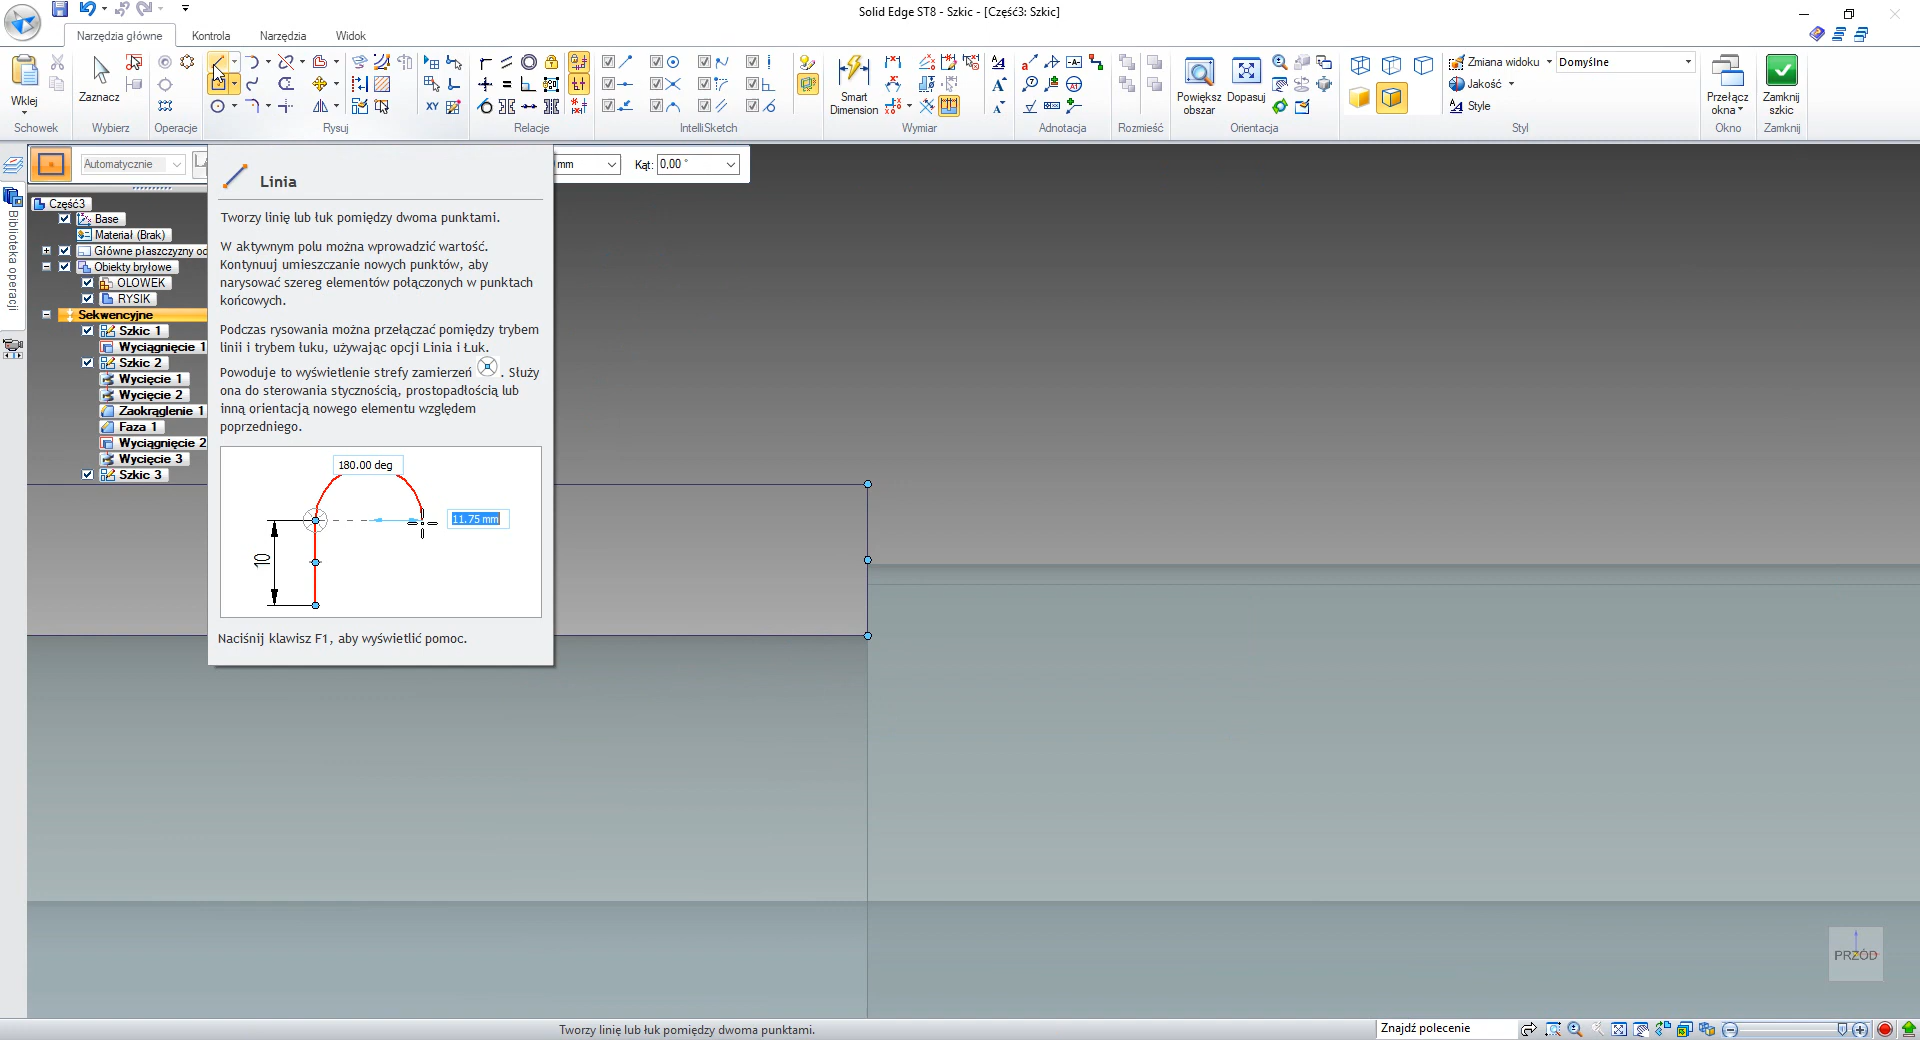 Solid Edge ST8 - Szkic - [Część3: Szkic]
Narzędzia główne
Kontrola
Narzędzia
Widok
Wklej
Zaznacz
Smart Dimension
Powiększ obszar
Dopasuj
Zmiana widoku
Domyślne
Jakość
Style
Przełącz okna
Zamknij szkic
XY
Schowek
Wybierz
Operacje
Rysuj
Relacje
IntelliSketch
Wymiar
Adnotacja
Rozmieść
Orientacja
Styl
Okno
Zamknij
Automatycznie
mm
Kąt:
0,00 °
Biblioteka operacji
Część3
Base
Materiał (Brak)
Główne płaszczyzny od
Obiekty bryłowe
OLOWEK
RYSIK
Sekwencyjne
Szkic 1
Wyciągnięcie 1
Szkic 2
Wycięcie 1
Wycięcie 2
Zaokrąglenie 1
Faza 1
Wyciągnięcie 2
Wycięcie 3
Szkic 3
Linia
Tworzy linię lub łuk pomiędzy dwoma punktami.
W aktywnym polu można wprowadzić wartość.
Kontynuuj umieszczanie nowych punktów, aby
narysować szereg elementów połączonych w punktach
końcowych.
Podczas rysowania można przełączać pomiędzy trybem
linii i trybem łuku, używając opcji Linia i Łuk.
Powoduje to wyświetlenie strefy zamierzeń . Służy
ona do sterowania stycznością, prostopadłością lub
inną orientacją nowego elementu względem
poprzedniego.
180.00 deg
11.75 mm
10
Naciśnij klawisz F1, aby wyświetlić pomoc.
PRZÓD
Tworzy linię lub łuk pomiędzy dwoma punktami.
Znajdź polecenie